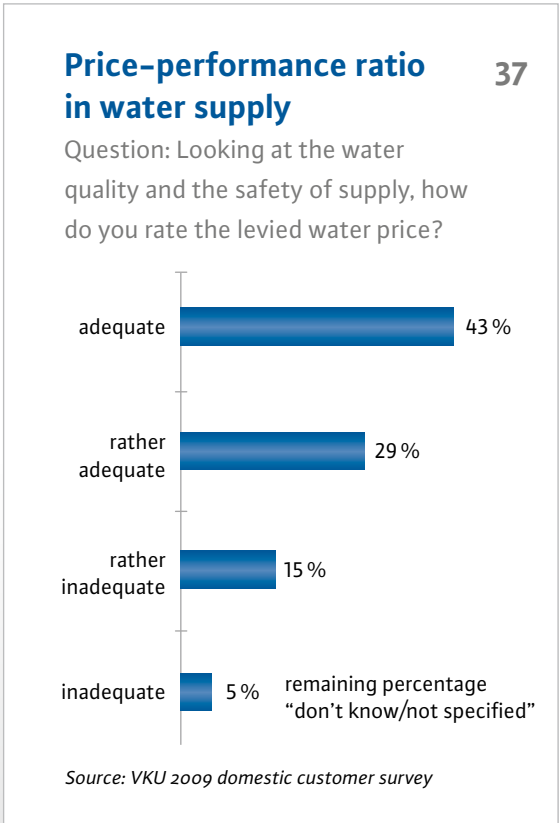 Price-performance ratio
in water supply
37
Question: Looking at the water
quality and the safety of supply, how
do you rate the levied water price?
adequate
43 %
rather
adequate
29 %
rather
inadequate
15 %
inadequate
5 %
remaining percentage
“don’t know/not specified”
Source: VKU 2009 domestic customer survey